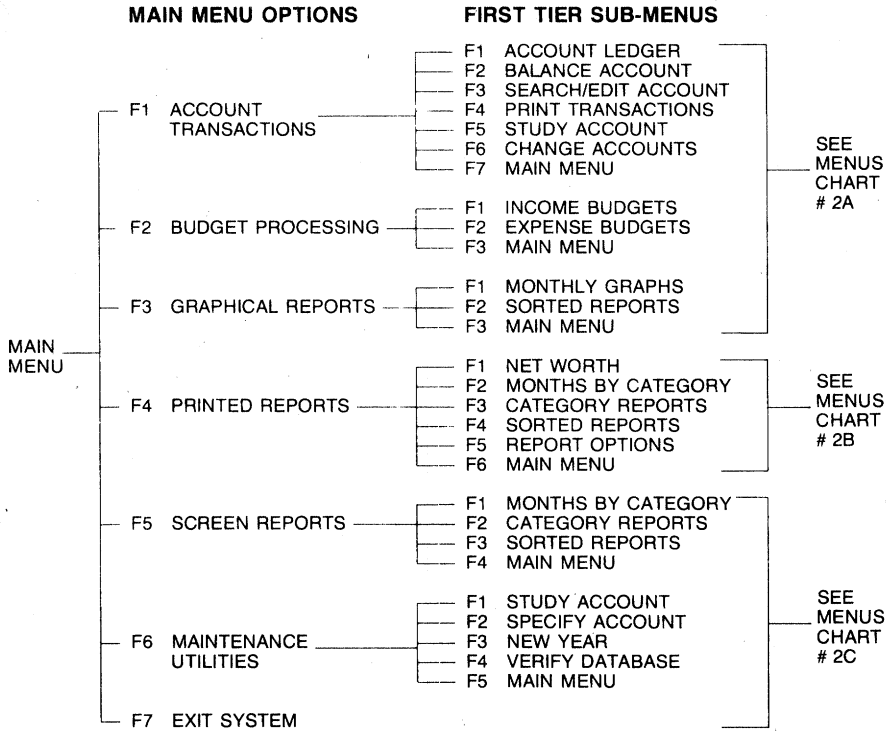 MAIN MENU OPTIONS
FIRST TIER SUB-MENUS
MAIN
MENU
F1 ACCOUNT
TRANSACTIONS
F1 ACCOUNT LEDGER
F2 BALANCE ACCOUNT
F3 SEARCH/EDIT ACCOUNT
F4 PRINT TRANSACTIONS
F5 STUDY ACCOUNT
F6 CHANGE ACCOUNTS
F7 MAIN MENU
F2 BUDGET PROCESSING
F1 INCOME BUDGETS
F2 EXPENSE BUDGETS
F3 MAIN MENU
F3 GRAPHICAL REPORTS
F1 MONTHLY GRAPHS
F2 SORTED REPORTS
F3 MAIN MENU
SEE
MENUS
CHART
# 2A
F4 PRINTED REPORTS
F1 NET WORTH
F2 MONTHS BY CATEGORY
F3 CATEGORY REPORTS
F4 SORTED REPORTS
F5 REPORT OPTIONS
F6 MAIN MENU
SEE
MENUS
CHART
# 2B
F5 SCREEN REPORTS
F1 MONTHS BY CATEGORY
F2 CATEGORY REPORTS
F3 SORTED REPORTS
F4 MAIN MENU
F6 MAINTENANCE
UTILITIES
F1 STUDY ACCOUNT
F2 SPECIFY ACCOUNT
F3 NEW YEAR
F4 VERIFY DATABASE
F5 MAIN MENU
SEE
MENUS
CHART
# 2C
F7 EXIT SYSTEM